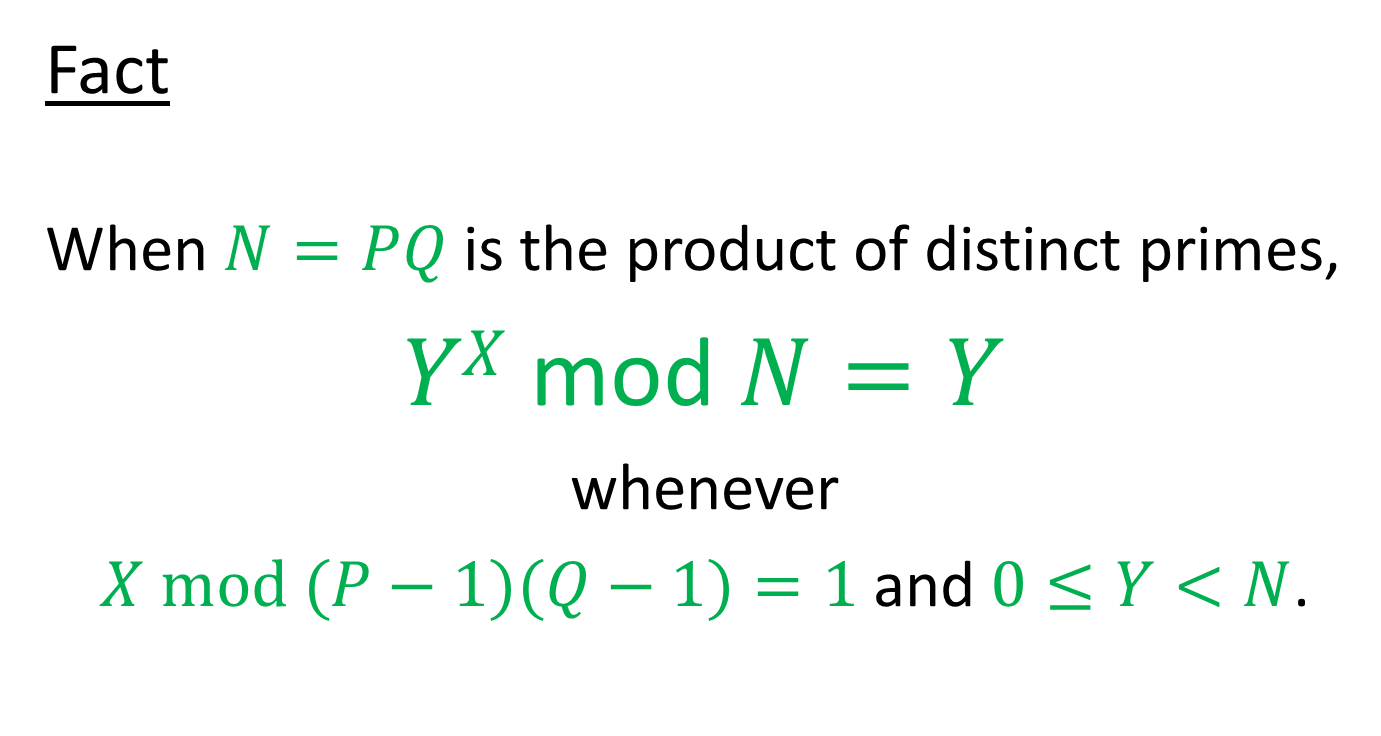 Fact
When N = PQ is the product of distinct primes,
Y^X mod N = Y
whenever
X mod (P − 1)(Q − 1) = 1 and 0 ≤ Y < N.